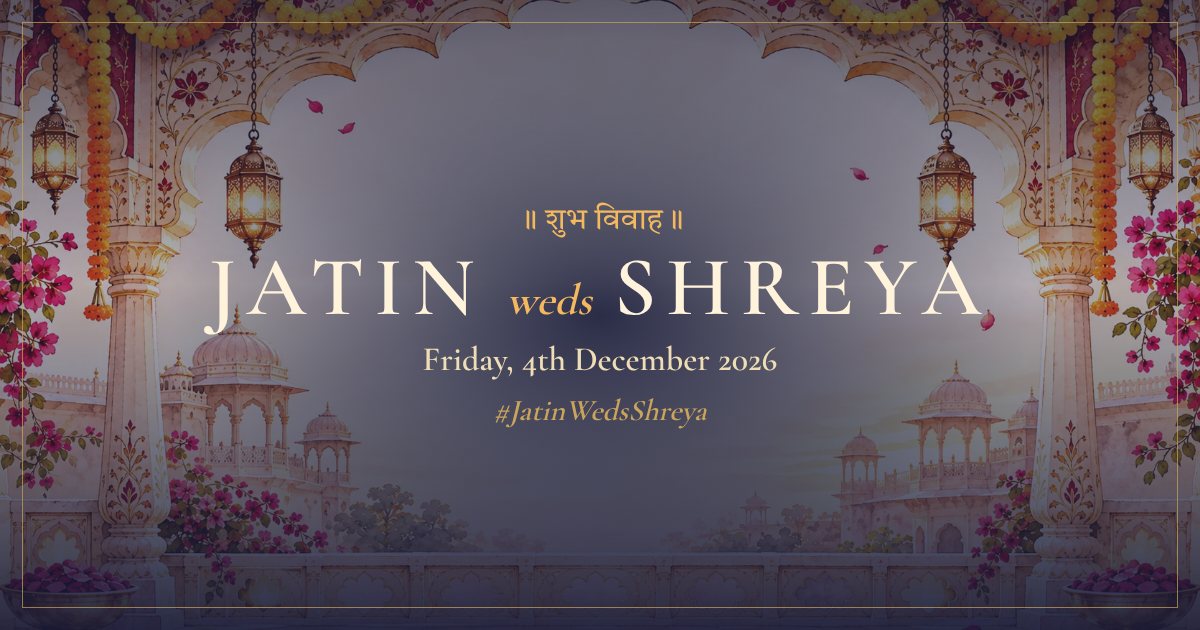 ॥ शुभ विवाह ॥
JATIN weds SHREYA
Friday, 4th December 2026
#JatinWedsShreya